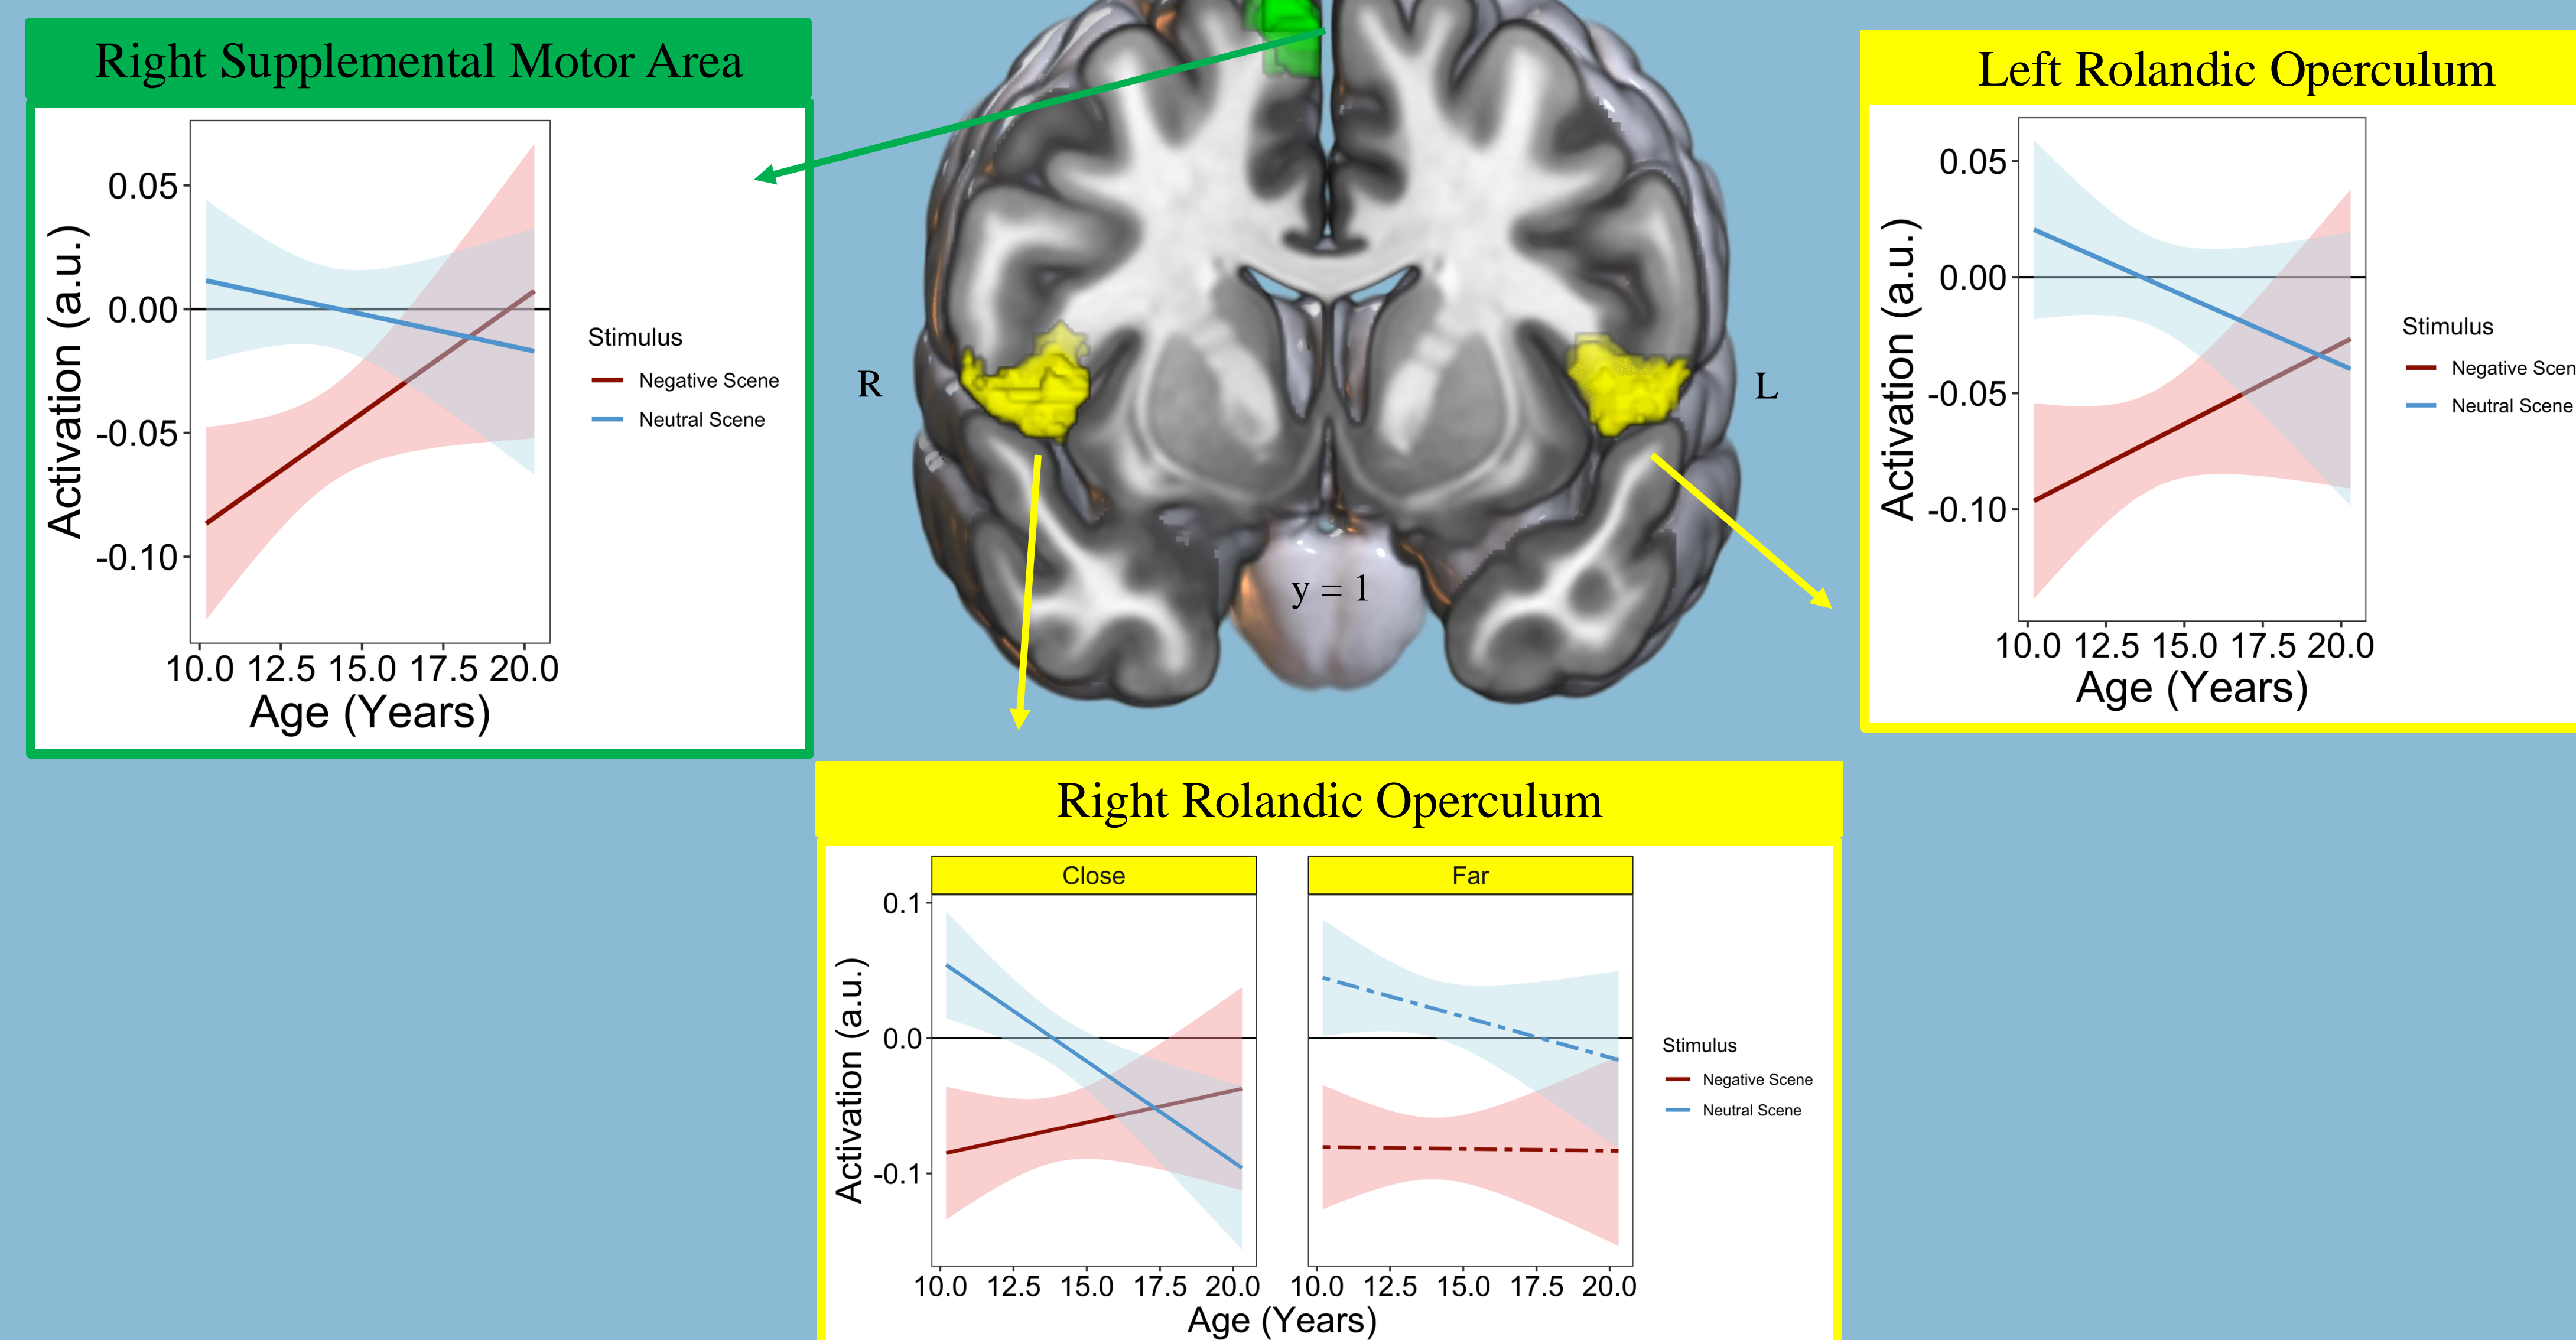 Right Supplemental Motor Area
Activation (a.u.)
0.05
0.00
-0.05
-0.10
10.0 12.5 15.0 17.5 20.0
Age (Years)
Stimulus
Negative Scene
Neutral Scene
R
L
y = 1
Left Rolandic Operculum
Activation (a.u.)
0.05
0.00
-0.05
-0.10
10.0 12.5 15.0 17.5 20.0
Age (Years)
Stimulus
Negative Scen
Neutral Scene
Right Rolandic Operculum
Close
Far
Activation (a.u.)
0.1
0.0
-0.1
10.0 12.5 15.0 17.5 20.0
10.0 12.5 15.0 17.5 20.0
Age (Years)
Stimulus
Negative Scene
Neutral Scene